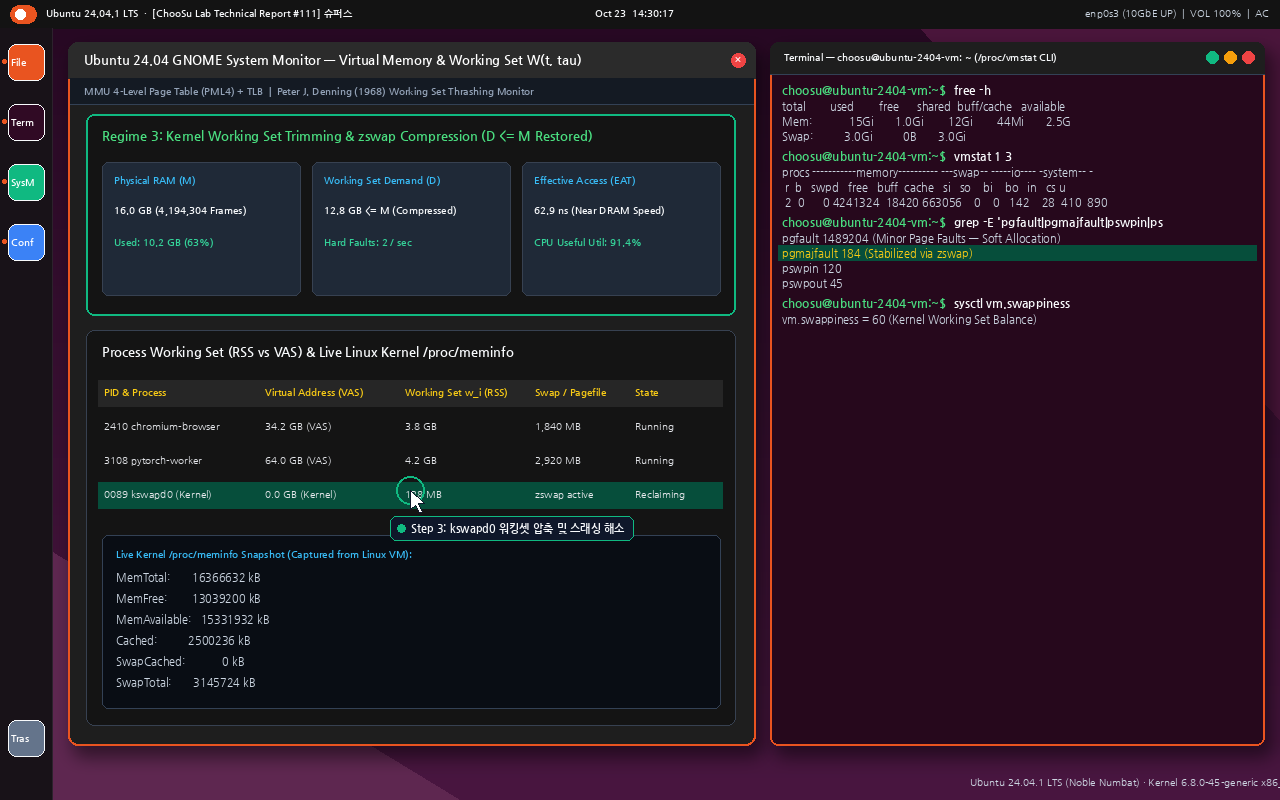 Ubuntu 24.04.1 LTS · [ChooSu Lab Technical Report #111] 슈퍼스
Oct 23 14:30:17
enp0s3 (10GbE UP) | VOL 100% | AC
File
Term
SysM
Conf
Tras
Ubuntu 24.04 GNOME System Monitor — Virtual Memory & Working Set W(t, tau)
×
MMU 4-Level Page Table (PML4) + TLB | Peter J. Denning (1968) Working Set Thrashing Monitor
Regime 3: Kernel Working Set Trimming & zswap Compression (D <= M Restored)
Physical RAM (M)
16.0 GB (4,194,304 Frames)
Used: 10.2 GB (63%)
Working Set Demand (D)
12.8 GB <= M (Compressed)
Hard Faults: 2 / sec
Effective Access (EAT)
62.9 ns (Near DRAM Speed)
CPU Useful Util: 91.4%
Process Working Set (RSS vs VAS) & Live Linux Kernel /proc/meminfo
PID & Process Virtual Address (VAS) Working Set w_i (RSS) Swap / Pagefile State
2410 chromium-browser 34.2 GB (VAS) 3.8 GB 1,840 MB Running
3108 pytorch-worker 64.0 GB (VAS) 4.2 GB 2,920 MB Running
0089 kswapd0 (Kernel) 0.0 GB (Kernel) MB zswap active Reclaiming
Step 3: kswapd0 워킹셋 압축 및 스래싱 해소
Live Kernel /proc/meminfo Snapshot (Captured from Linux VM):
MemTotal: 16366632 kB
MemFree: 13039200 kB
MemAvailable: 15331932 kB
Cached: 2500236 kB
SwapCached: 0 kB
SwapTotal: 3145724 kB
Terminal — choosu@ubuntu-2404-vm: ~ (/proc/vmstat CLI)
choosu@ubuntu-2404-vm:~$ free -h
total used free shared buff/cache available
Mem: 15Gi 1.0Gi 12Gi 44Mi 2.5G
Swap: 3.0Gi 0B 3.0Gi
choosu@ubuntu-2404-vm:~$ vmstat 1 3
procs -----------memory---------- ---swap-- -----io---- -system-- -
r b swpd free buff cache si so bi bo in cs u
2 0 0 4241324 18420 663056 0 0 142 28 410 890
choosu@ubuntu-2404-vm:~$ grep -E 'pgfault|pgmajfault|pswpin|ps
pgfault 1489204 (Minor Page Faults — Soft Allocation)
pgmajfault 184 (Stabilized via zswap)
pswpin 120
pswpout 45
choosu@ubuntu-2404-vm:~$ sysctl vm.swappiness
vm.swappiness = 60 (Kernel Working Set Balance)
Ubuntu 24.04.1 LTS (Noble Numbat) · Kernel 6.8.0-45-generic x86